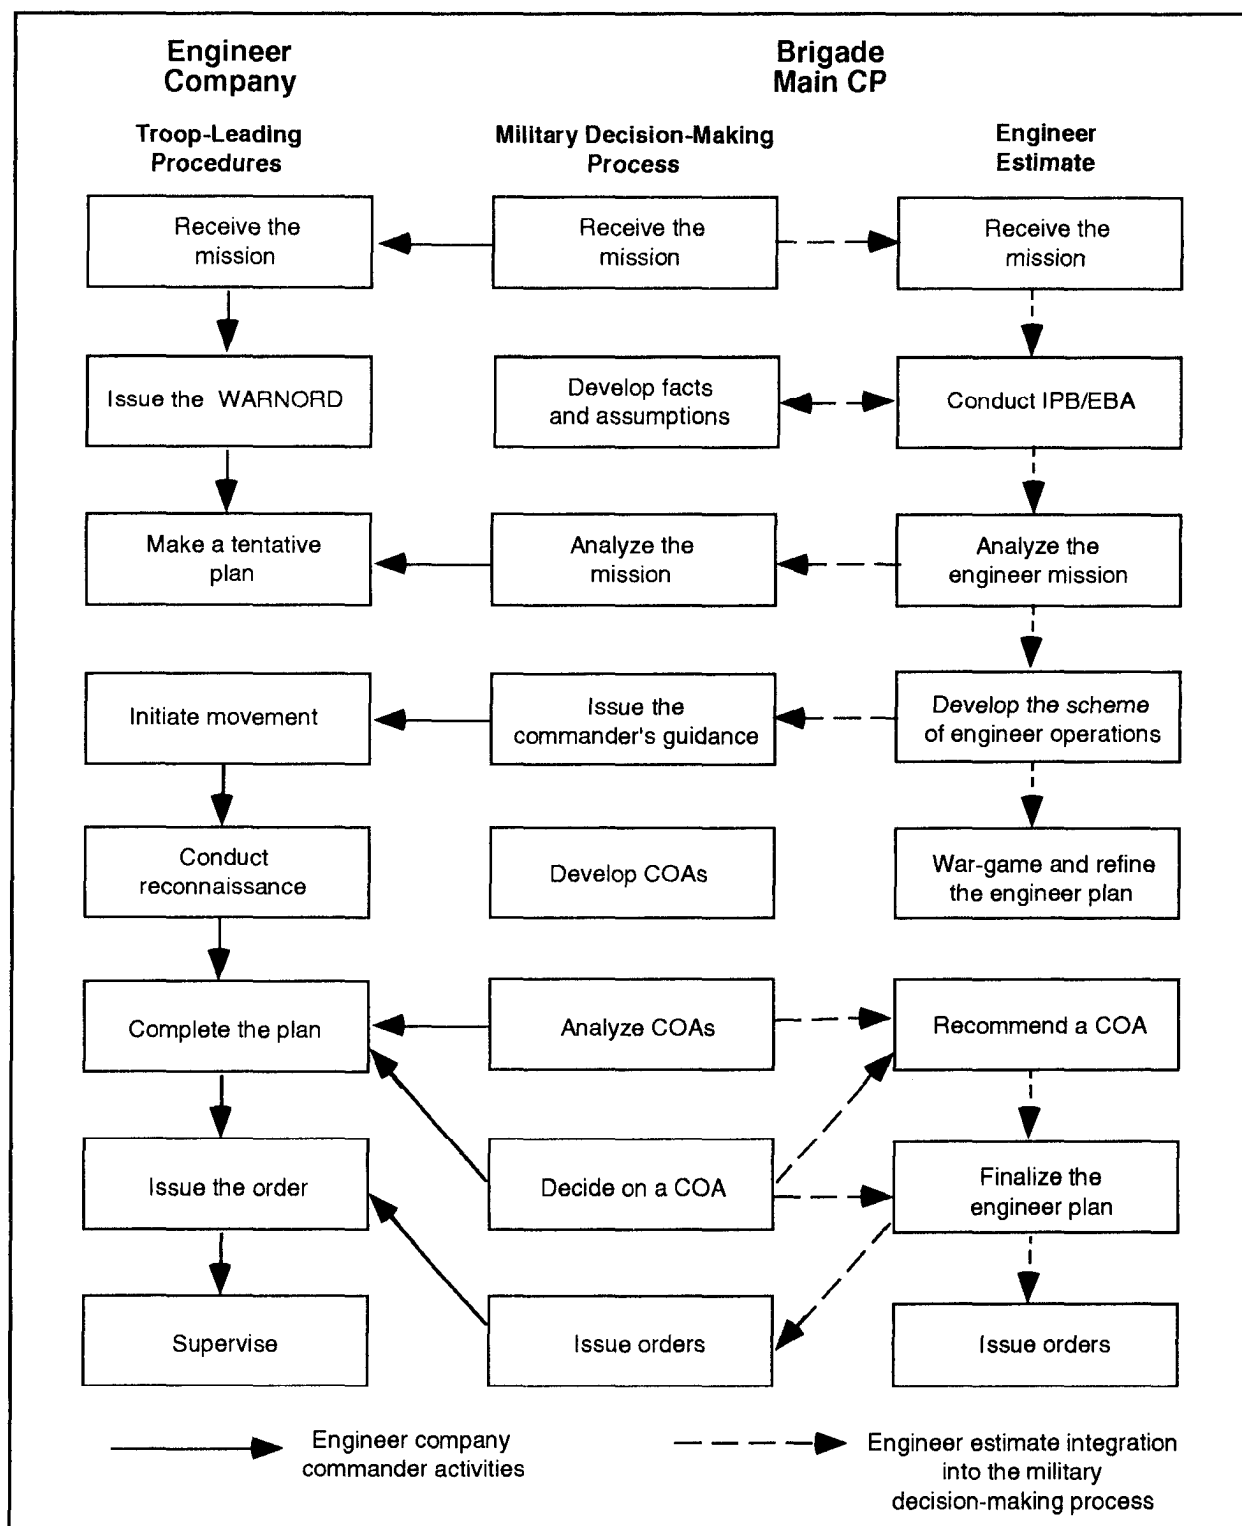 Engineer
Company
Brigade
Main CP
Troop-Leading
Procedures
Military Decision-Making
Process
Engineer
Estimate
Receive the
mission
Receive the
mission
Receive the
mission
Issue the WARNORD
Develop facts
and assumptions
Conduct IPB/EBA
Make a tentative
plan
Analyze the
mission
Analyze the
engineer mission
Initiate movement
Issue the
commander's guidance
Develop the scheme
of engineer operations
Conduct
reconnaissance
Develop COAs
War-game and refine
the engineer plan
Complete the plan
Analyze COAs
Recommend a COA
Issue the order
Decide on a COA
Finalize the
engineer plan
Supervise
Issue orders
Issue orders
Engineer company
commander activities
Engineer estimate integration
into the military
decision-making process